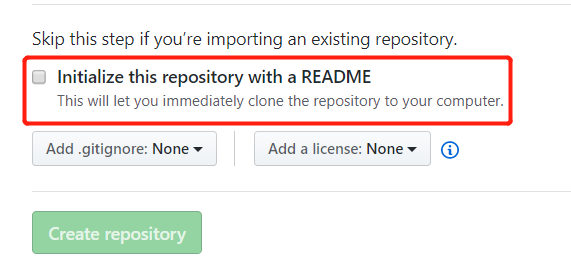 Skip this step if you're importing an existing repository.
Initialize this repository with a README
This will let you immediately clone the repository to your computer.
Add .gitignore: None Add a license: None
Create repository